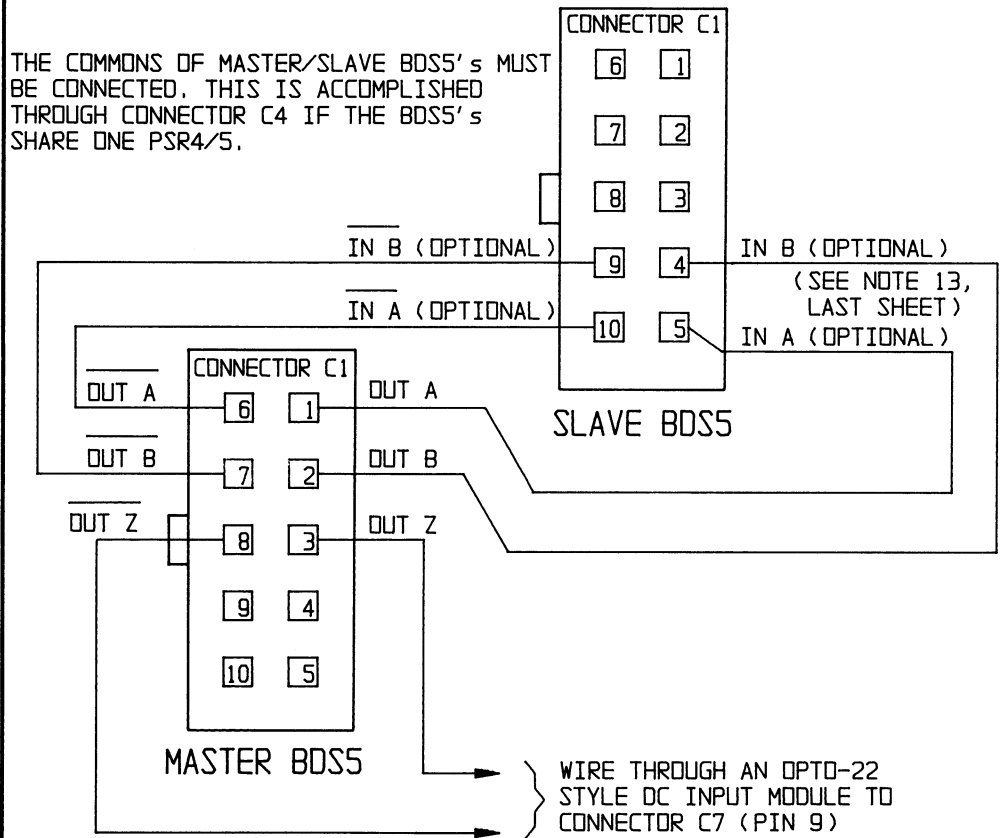 THE COMMONS OF MASTER/SLAVE BDS5's MUST
BE CONNECTED. THIS IS ACCOMPLISHED
THROUGH CONNECTOR C4 IF THE BDS5's
SHARE ONE PSR4/5.
CONNECTOR C1
6 1
7 2
8 3
9 4
10 5
IN B (OPTIONAL)
IN A (OPTIONAL)
IN B (OPTIONAL)
(SEE NOTE 13,
LAST SHEET)
IN A (OPTIONAL)
SLAVE BDS5
CONNECTOR C1
OUT A 6 1 OUT A
OUT B 7 2 OUT B
OUT Z 8 3 OUT Z
9 4
10 5
MASTER BDS5
WIRE THROUGH AN OPTO-22
STYLE DC INPUT MODULE TO
CONNECTOR C7 (PIN 9)